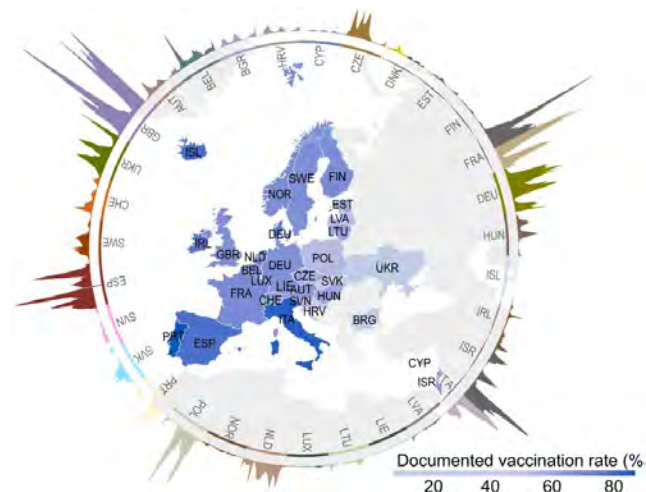 HRV
CYP
CZE
DNK
EST
FIN
FRA
DEU
HUN
ISL
IRL
ISR
ITA
LVA
LIE
LTU
LUX
NLD
NOR
POL
PRT
SVK
SVN
ESP
SWE
CHE
UKR
GBR
AUT
BEL
BGR
ISL
SWE
FIN
NOR
EST
LVA
LTU
DEU
IRL
GBR
NLD
BEL
DEU
POL
UKR
LUX
CZE
SVK
FRA
LIE
AUT
HUN
CHE
SVN
HRV
BRG
ITA
PRT
ESP
CYP
ISR
Documented vaccination rate (%
20 40 60 80